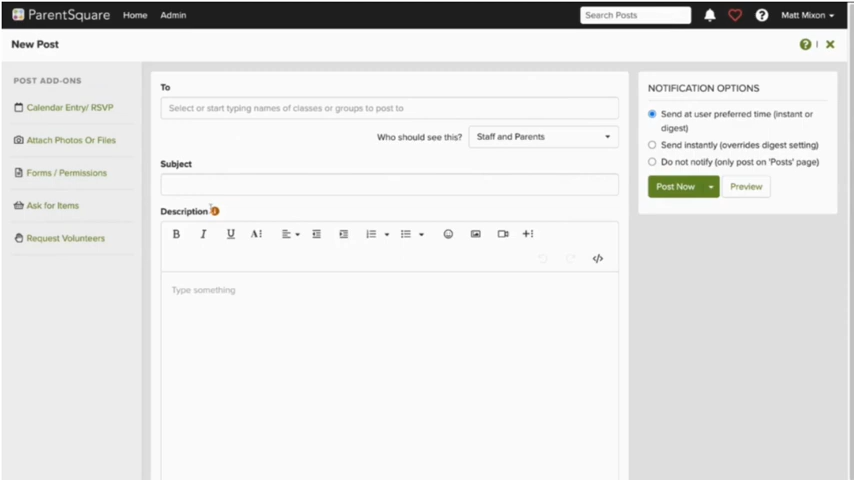 ParentSquare Home Admin Search Posts Matt Mixon
New Post
POST ADD-ONS
Calendar Entry/ RSVP
Attach Photos Or Files
Forms / Permissions
Ask for Items
Request Volunteers
To
Select or start typing names of classes or groups to post to
Who should see this? Staff and Parents
Subject
Description
B I U A
Type something
NOTIFICATION OPTIONS
Send at user preferred time (instant or
digest)
Send instantly (overrides digest setting)
Do not notify (only post on 'Posts' page)
Post Now Preview